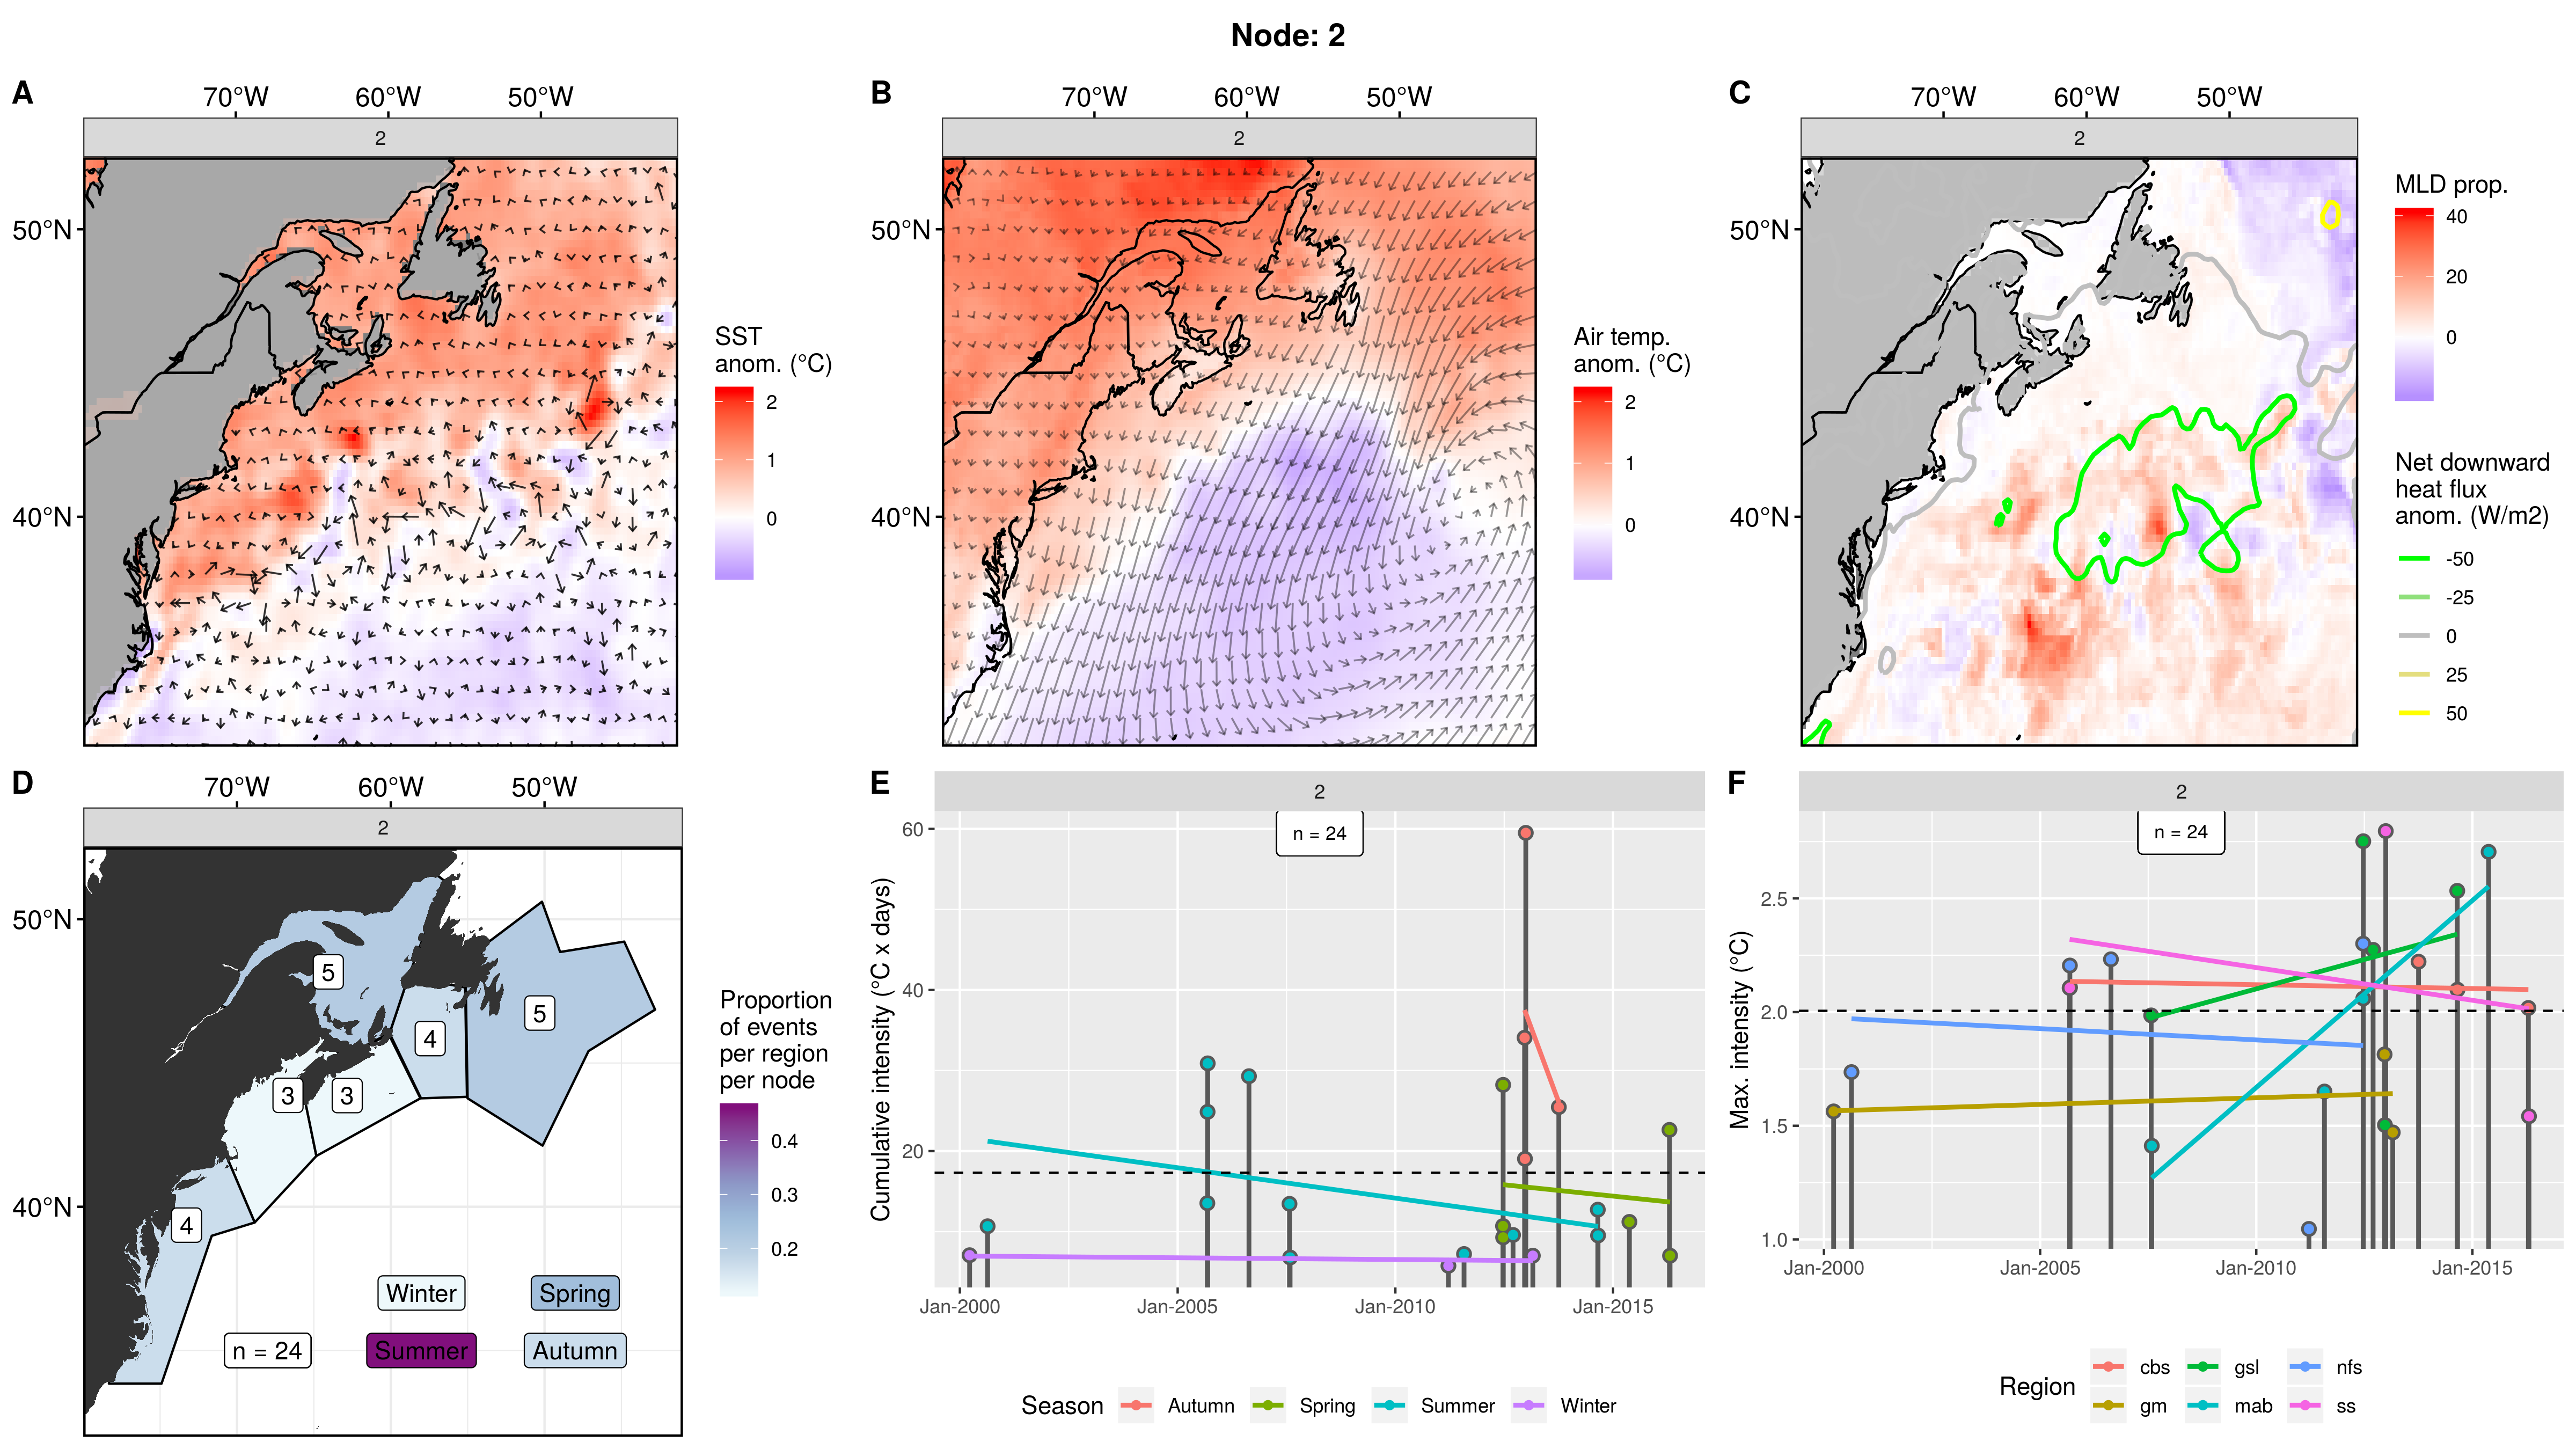 Node: 2
A
70°W 60°W 50°W
2
50°N
40°N
SST
anom. (°C)
2
1
0
B
70°W 60°W 50°W
2
50°N
40°N
Air temp.
anom. (°C)
2
1
0
C
70°W 60°W 50°W
2
50°N
40°N
MLD prop.
40
20
0
Net downward
heat flux
anom. (W/m2)
-50
-25
0
25
50
D
70°W 60°W 50°W
2
50°N
40°N
5
5
4
3
3
4
Winter
Spring
n = 24
Summer
Autumn
Proportion
of events
per region
per node
0.4
0.3
0.2
E
2
n = 24
Cumulative intensity (°C x days)
60
40
20
Jan-2000 Jan-2005 Jan-2010 Jan-2015
Season Autumn Spring Summer Winter
F
2
n = 24
Max. intensity (°C)
2.5
2.0
1.5
1.0
Jan-2000 Jan-2005 Jan-2010 Jan-2015
Region
cbs gsl nfs
gm mab ss